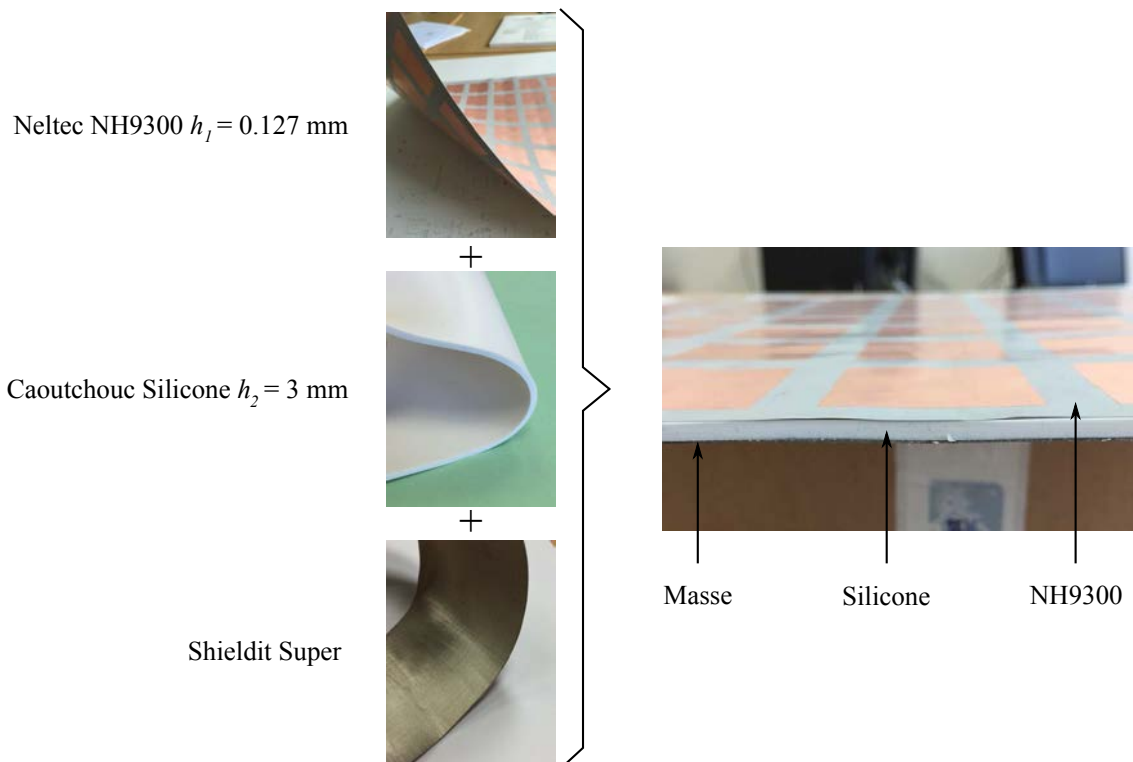 Neltec NH9300 h₁ = 0.127 mm
+
Caoutchouc Silicone h₂ = 3 mm
+
Shieldit Super
Masse
Silicone
NH9300